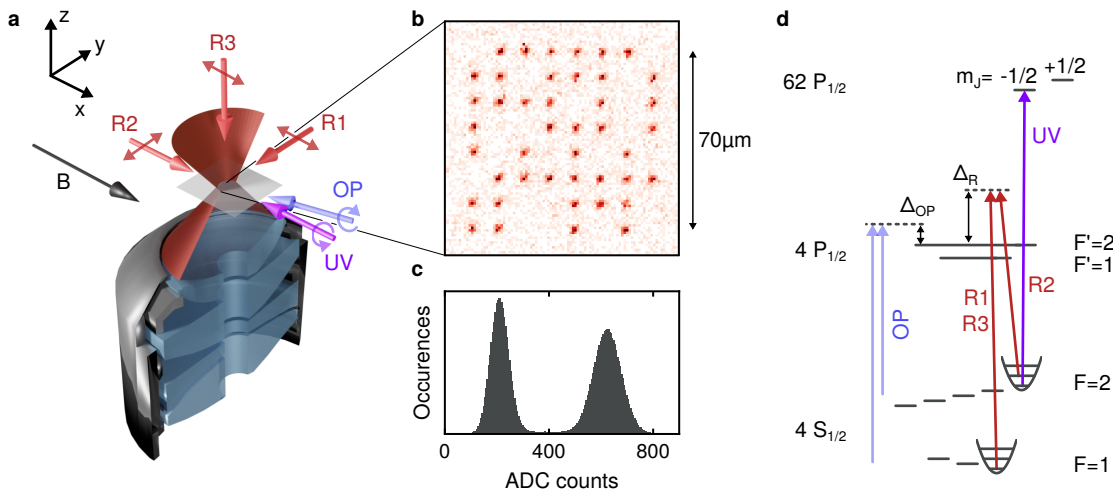 a
z
y
x
R3
R2
R1
B
OP
UV
b
70μm
c
Occurences
0
400
800
ADC counts
d
62 P1/2
mJ= -1/2 +1/2
UV
ΔR
ΔOP
4 P1/2
F'=2
F'=1
R1
R3
R2
OP
F=2
4 S1/2
F=1